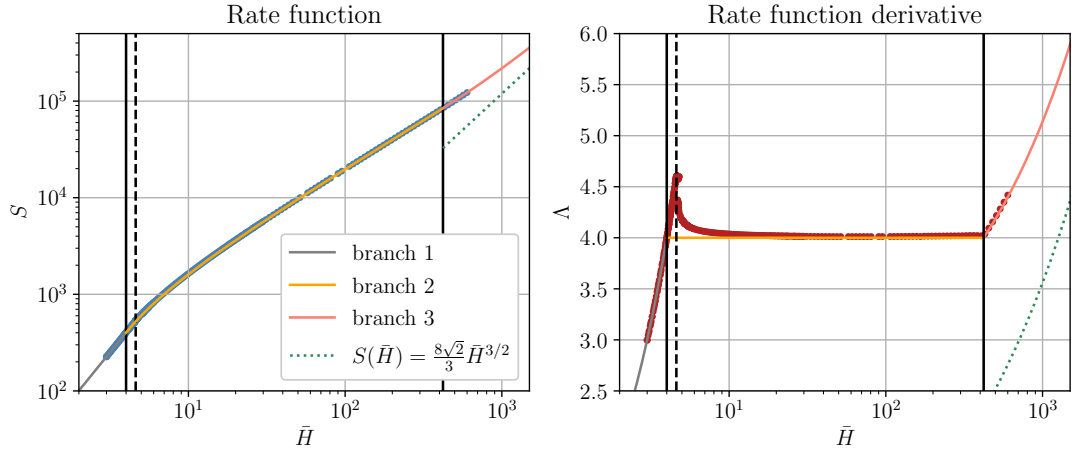 Rate function
10^5
10^4
10^3
10^2
S
branch 1
branch 2
branch 3
S(H̄) = \frac{8\sqrt{2}}{3} H̄^{3/2}
10^1
10^2
10^3
H̄
Rate function derivative
6.0
5.5
5.0
4.5
4.0
3.5
3.0
2.5
Λ
10^1
10^2
10^3
H̄